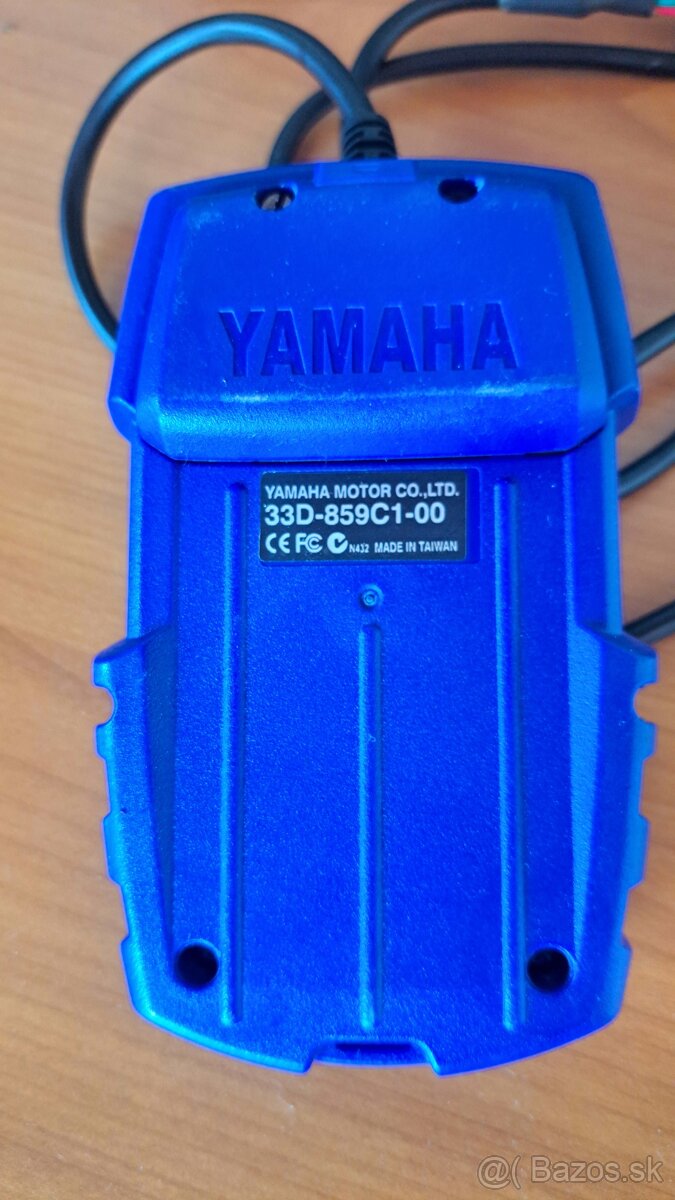 YAMAHA
YAMAHA MOTOR CO.,LTD.
33D-859C1-00
CE FC N432 MADE IN TAIWAN
@( Bazos.sk